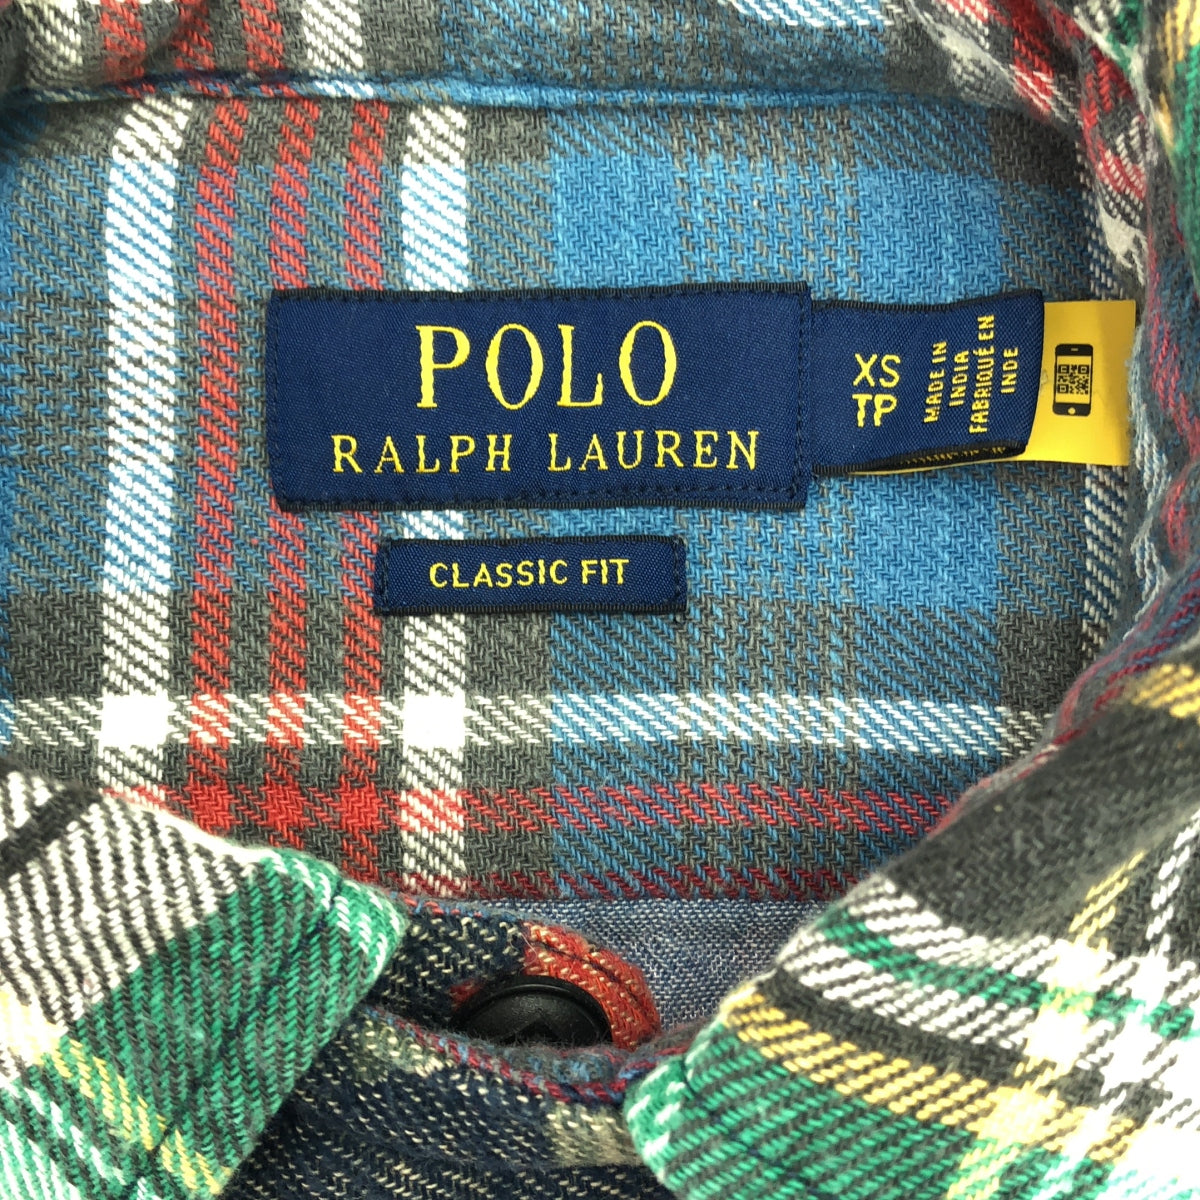 POLO
RALPH LAUREN
CLASSIC FIT
XS
TP
MADE IN
INDIA
FABRIQUÉ EN
INDE